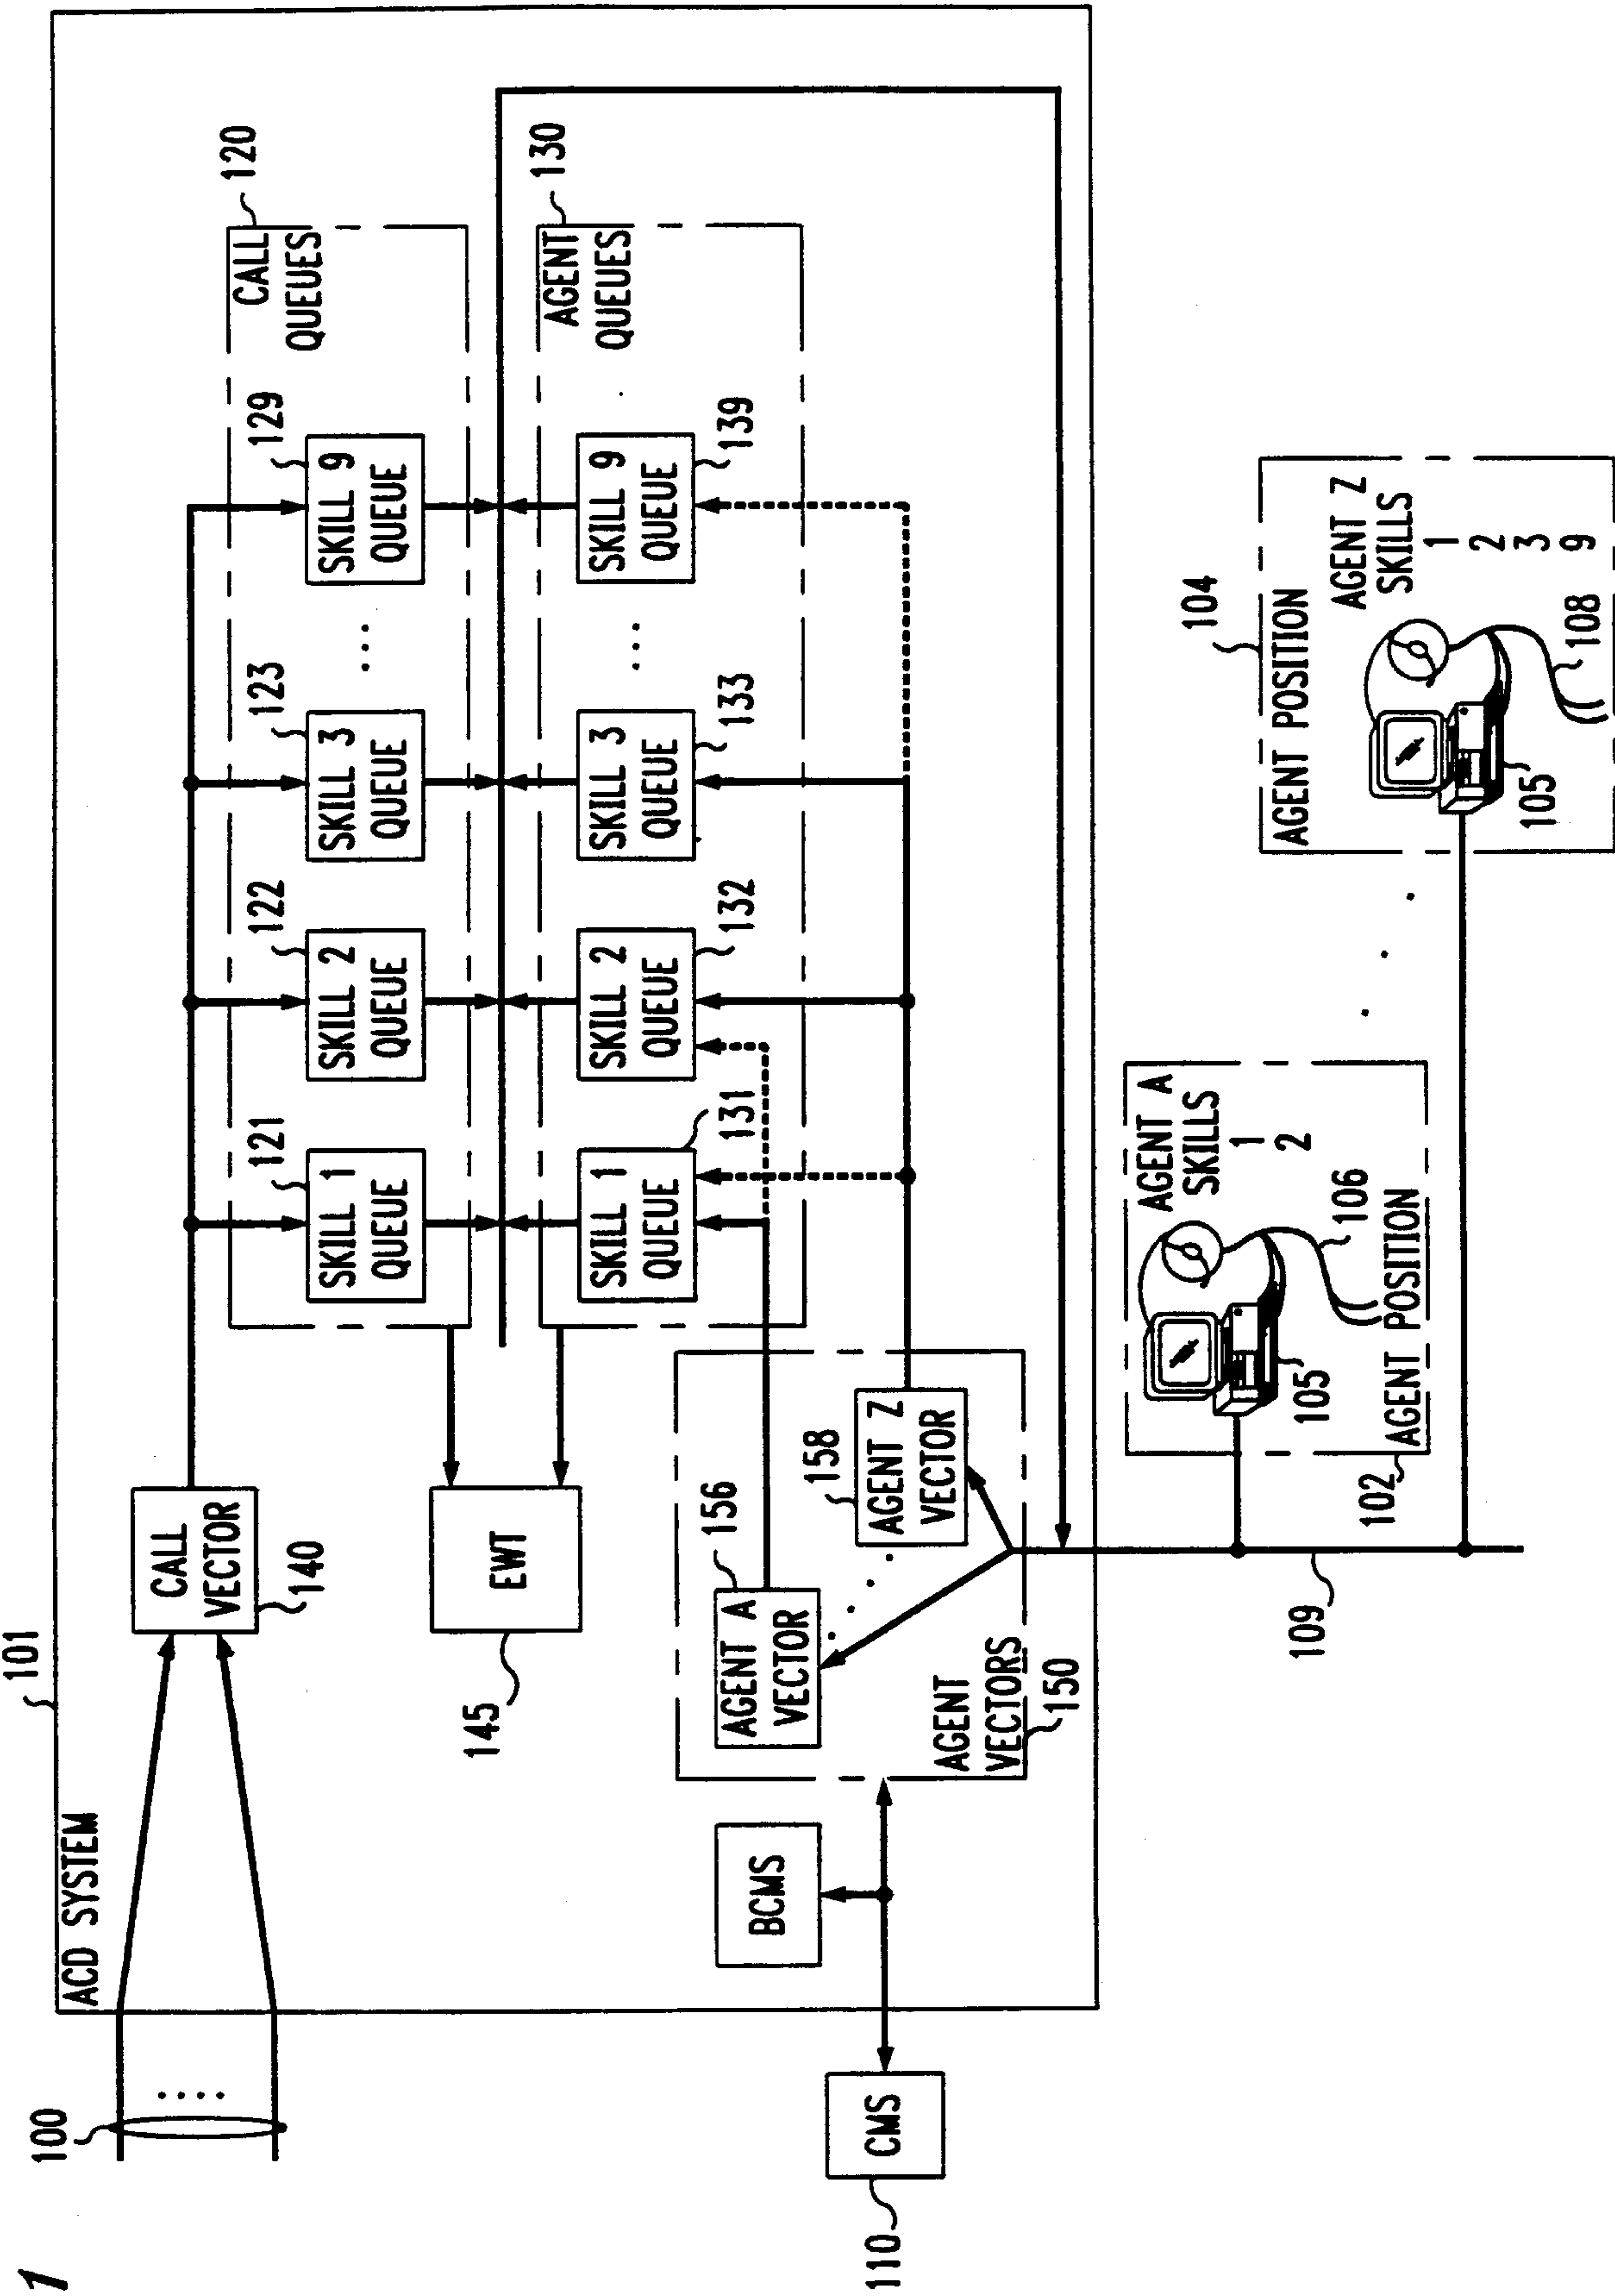 1
100
101
ACD SYSTEM
CALL
VECTOR
140
120
CALL
QUEUES
121
SKILL 1
QUEUE
122
SKILL 2
QUEUE
123
SKILL 3
QUEUE
129
SKILL 9
QUEUE
EWT
145
130
AGENT
QUEUES
SKILL 1
QUEUE
131
SKILL 2
QUEUE
132
SKILL 3
QUEUE
133
SKILL 9
QUEUE
139
BCMS
CMS
110
156
AGENT A
VECTOR
158
AGENT Z
VECTOR
AGENT
VECTORS
150
109
102
AGENT A
SKILLS
1
2
105
106
AGENT POSITION
104
AGENT POSITION
AGENT Z
SKILLS
1
2
3
9
105
108